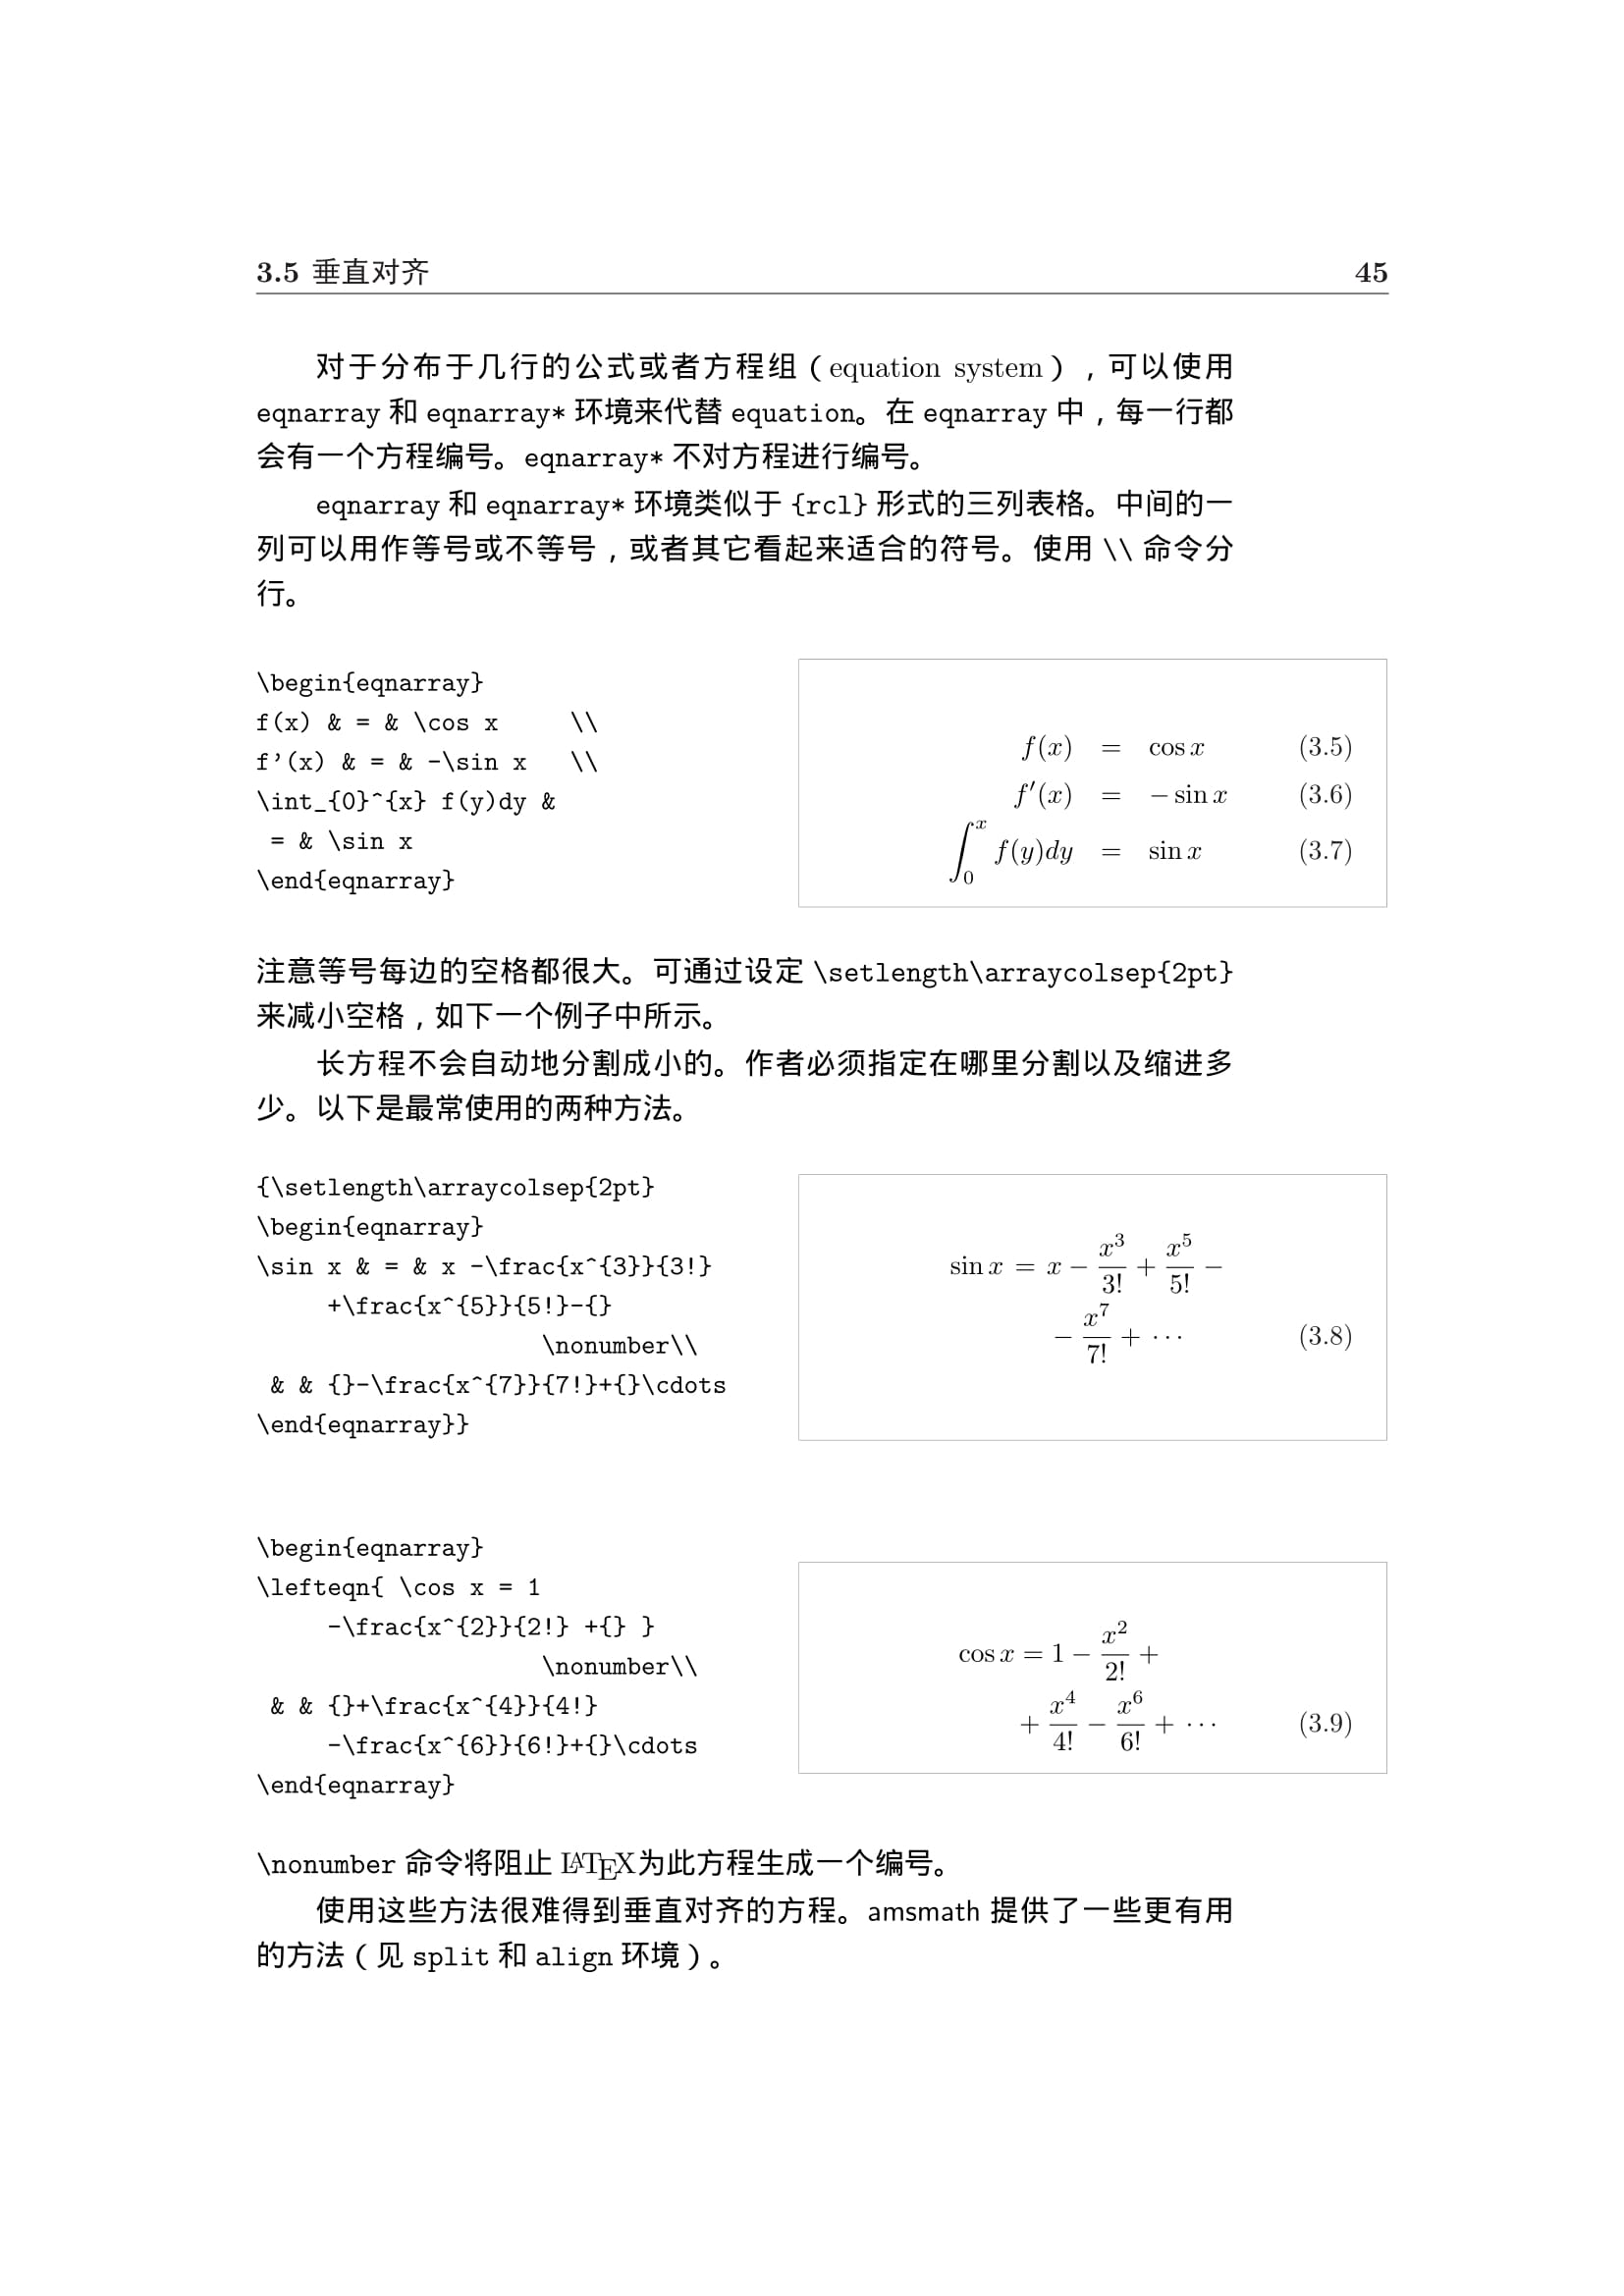 3.5 垂直对齐 45
对于分布于几行的公式或者方程组（equation system），可以使用
eqnarray 和 eqnarray* 环境来代替 equation。在 eqnarray 中，每一行都
会有一个方程编号。eqnarray* 不对方程进行编号。
eqnarray 和 eqnarray* 环境类似于 {rcl} 形式的三列表格。中间的一
列可以用作等号或不等号，或者其它看起来适合的符号。使用 \\ 命令分
行。
\begin{eqnarray}
f(x) & = & \cos x     \\
f’(x) & = & -\sin x   \\
\int_{0}^{x} f(y)dy &
 = & \sin x
\end{eqnarray}
f(x) = cos x (3.5)
f′(x) = − sin x (3.6)
∫₀ˣ f(y)dy = sin x (3.7)
注意等号每边的空格都很大。可通过设定 \setlength\arraycolsep{2pt}
来减小空格，如下一个例子中所示。
长方程不会自动地分割成小的。作者必须指定在哪里分割以及缩进多
少。以下是最常使用的两种方法。
{\setlength\arraycolsep{2pt}
\begin{eqnarray}
\sin x & = & x -\frac{x^{3}}{3!}
     +\frac{x^{5}}{5!}-{}
                    \nonumber\\
 & & {}-\frac{x^{7}}{7!}+{}\cdots
\end{eqnarray}}
sin x = x − x³/3! + x⁵/5! −
− x⁷/7! + ··· (3.8)
\begin{eqnarray}
\lefteqn{ \cos x = 1
     -\frac{x^{2}}{2!} +{} }
                    \nonumber\\
 & & {}+\frac{x^{4}}{4!}
     -\frac{x^{6}}{6!}+{}\cdots
\end{eqnarray}
cos x = 1 − x²/2! +
+ x⁴/4! − x⁶/6! + ··· (3.9)
\nonumber 命令将阻止 LATEX为此方程生成一个编号。
使用这些方法很难得到垂直对齐的方程。amsmath 提供了一些更有用
的方法（见 split 和 align 环境）。